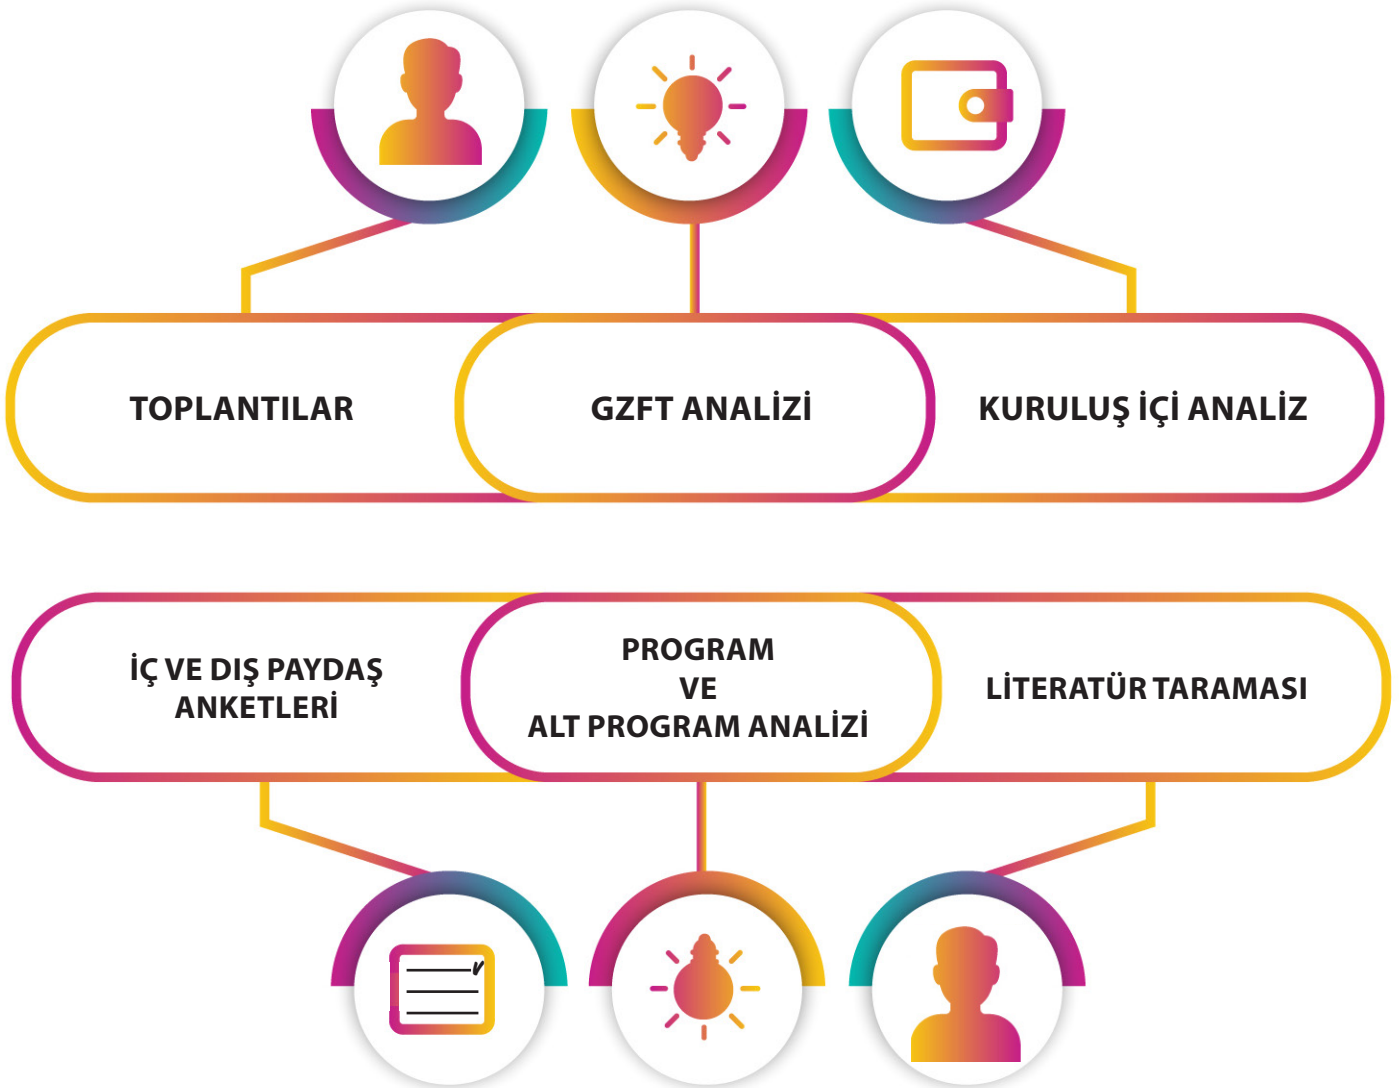 TOPLANTILAR
GZFT ANALİZİ
KURULUŞ İÇİ ANALİZ
İÇ VE DIŞ PAYDAŞ
ANKETLERİ
PROGRAM
VE
ALT PROGRAM ANALİZİ
LİTERATÜR TARAMASI